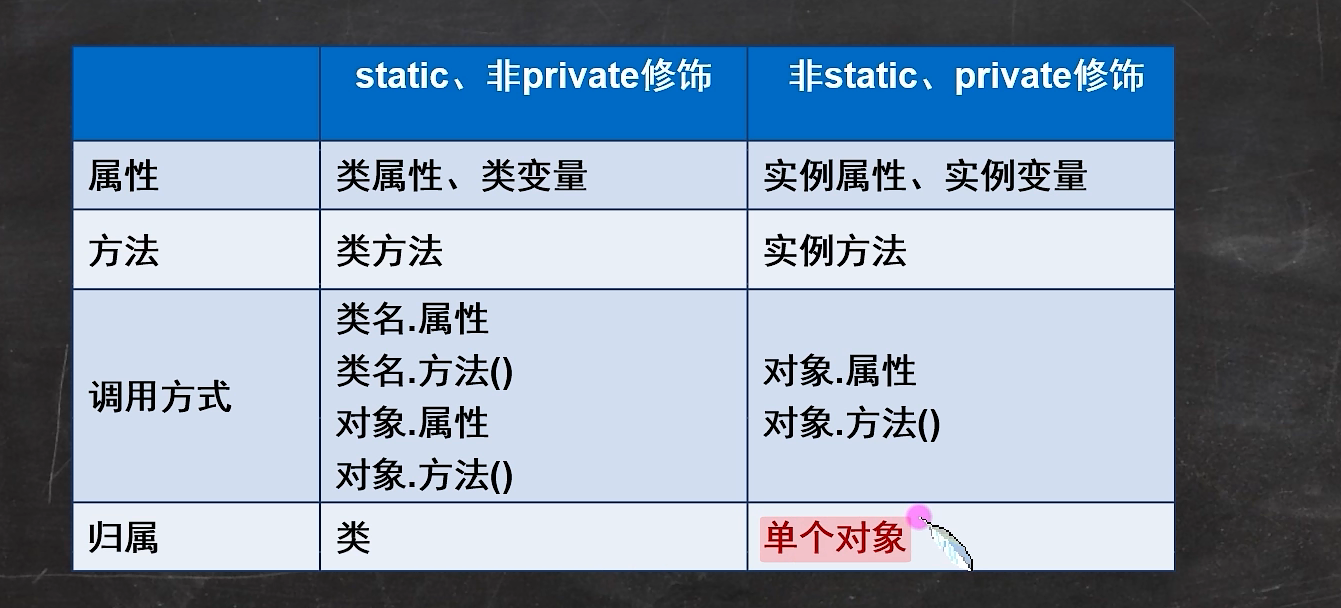 static、非private修饰
非static、private修饰
属性
类属性、类变量
实例属性、实例变量
方法
类方法
实例方法
调用方式
类名.属性
类名.方法()
对象.属性
对象.方法()
对象.属性
对象.方法()
归属
类
单个对象